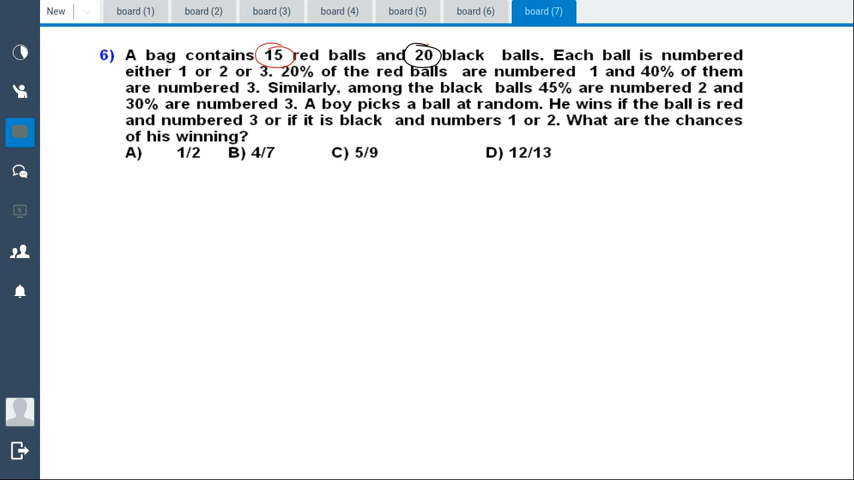 New board (1) board (2) board (3) board (4) board (5) board (6) board (7)
6) A bag contains 15 red balls and 20 black balls. Each ball is numbered
either 1 or 2 or 3. 20% of the red balls are numbered 1 and 40% of them
are numbered 3. Similarly, among the black balls 45% are numbered 2 and
30% are numbered 3. A boy picks a ball at random. He wins if the ball is red
and numbered 3 or if it is black and numbers 1 or 2. What are the chances
of his winning?
A) 1/2 B) 4/7 C) 5/9 D) 12/13